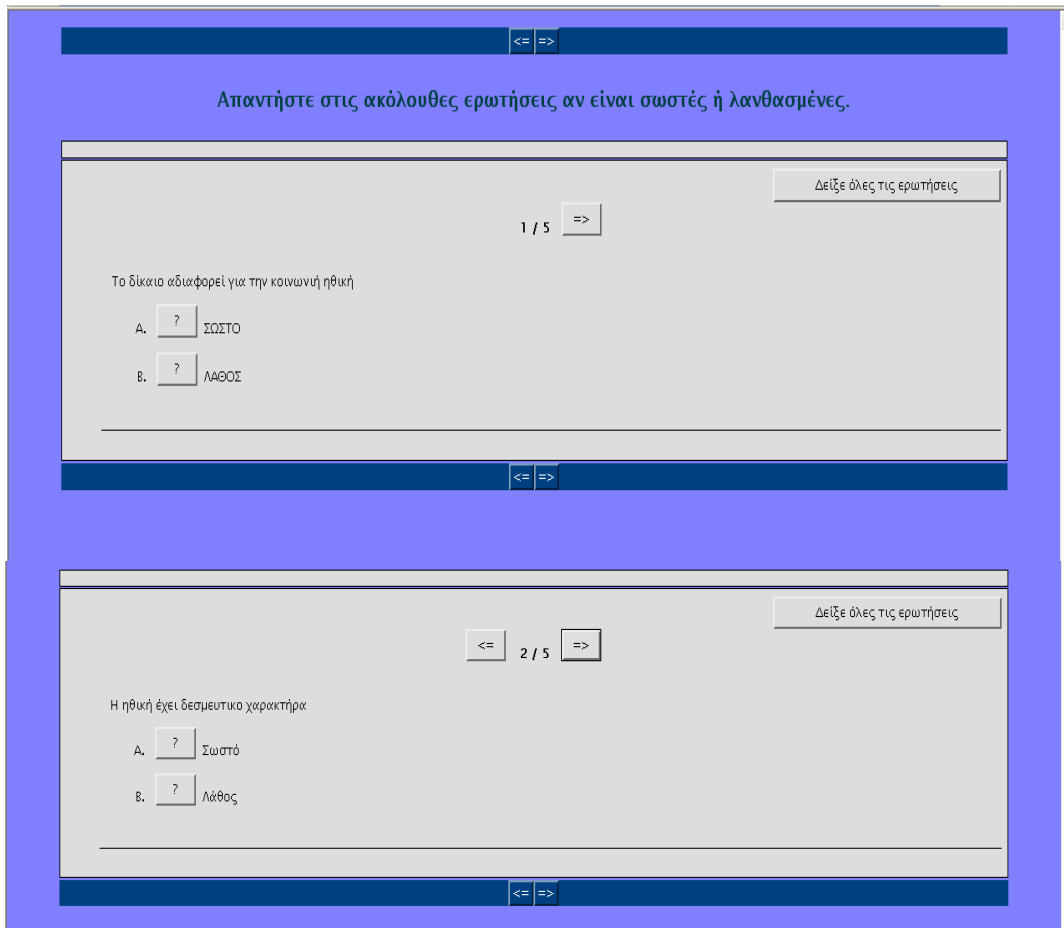 <= =>
Απαντήστε στις ακόλουθες ερωτήσεις αν είναι σωστές ή λανθασμένες.
Δείξε όλες τις ερωτήσεις
1 / 5 =>
Το δίκαιο αδιαφορεί για την κοινωνιή ηθική
A. ? ΣΩΣΤΟ
B. ? ΛΑΘΟΣ
<= =>
Δείξε όλες τις ερωτήσεις
<= 2 / 5 =>
Η ηθική έχει δεσμευτικο χαρακτήρα
A. ? Σωστό
B. ? Λάθος
<= =>